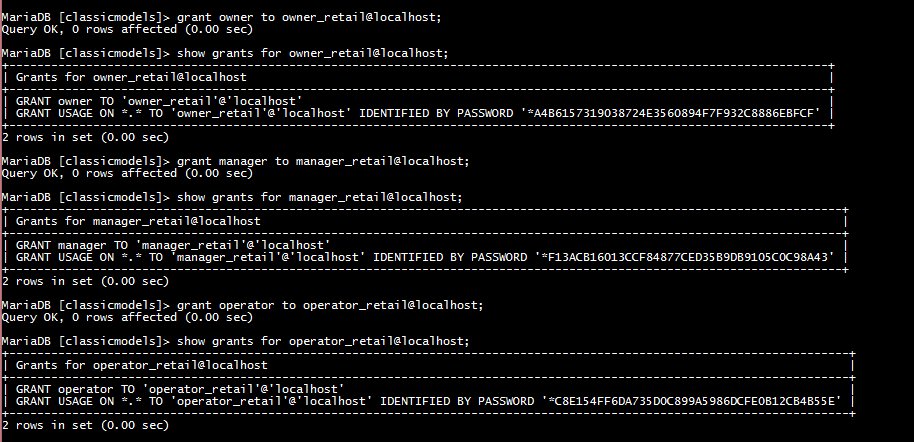 MariaDB [classicmodels]> grant owner to owner_retail@localhost;
Query OK, 0 rows affected (0.00 sec)
MariaDB [classicmodels]> show grants for owner_retail@localhost;
| Grants for owner_retail@localhost |
| GRANT owner TO 'owner_retail'@'localhost' |
| GRANT USAGE ON *.* TO 'owner_retail'@'localhost' IDENTIFIED BY PASSWORD '*A4B6157319038724E3560894F7F932C8886EBFCF' |
2 rows in set (0.00 sec)
MariaDB [classicmodels]> grant manager to manager_retail@localhost;
Query OK, 0 rows affected (0.00 sec)
MariaDB [classicmodels]> show grants for manager_retail@localhost;
| Grants for manager_retail@localhost |
| GRANT manager TO 'manager_retail'@'localhost' |
| GRANT USAGE ON *.* TO 'manager_retail'@'localhost' IDENTIFIED BY PASSWORD '*F13ACB16013CCF84877CED35B9DB9105C0C98A43' |
2 rows in set (0.00 sec)
MariaDB [classicmodels]> grant operator to operator_retail@localhost;
Query OK, 0 rows affected (0.00 sec)
MariaDB [classicmodels]> show grants for operator_retail@localhost;
| Grants for operator_retail@localhost |
| GRANT operator TO 'operator_retail'@'localhost' |
| GRANT USAGE ON *.* TO 'operator_retail'@'localhost' IDENTIFIED BY PASSWORD '*C8E154FF6DA735D0C899A5986DCFE0B12CB4B55E' |
2 rows in set (0.00 sec)